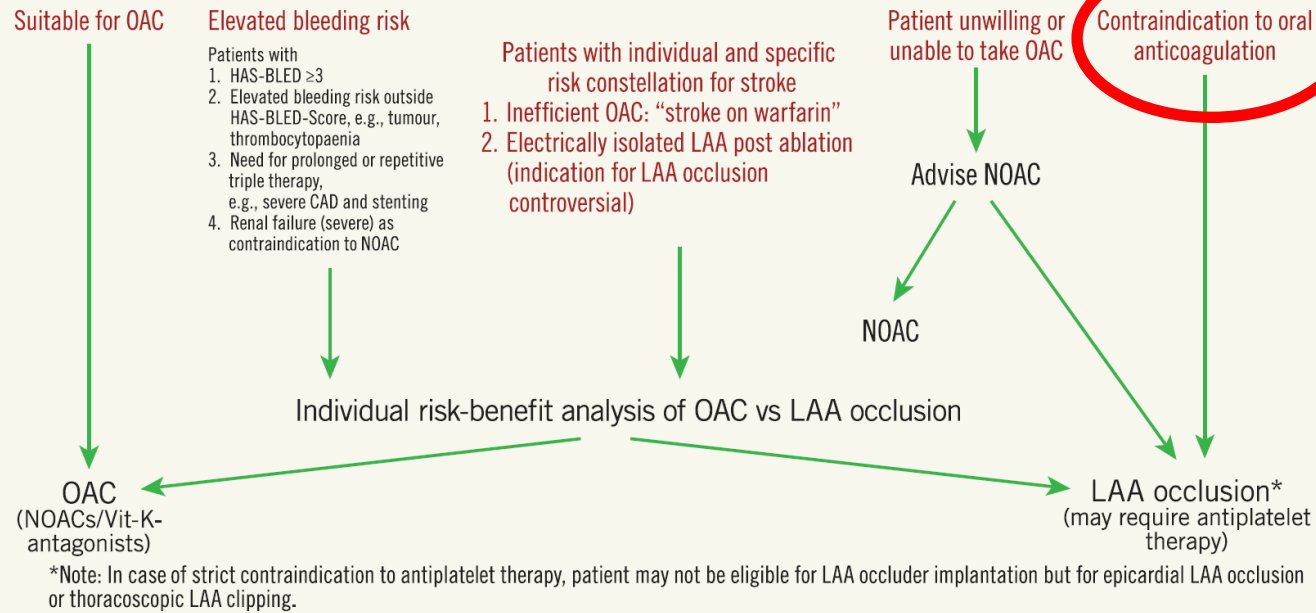 Suitable for OAC
Elevated bleeding risk
Patients with
1. HAS-BLED ≥3
2. Elevated bleeding risk outside
HAS-BLED-Score, e.g., tumour,
thrombocytopaenia
3. Need for prolonged or repetitive
triple therapy,
e.g., severe CAD and stenting
4. Renal failure (severe) as
contraindication to NOAC
Patients with individual and specific
risk constellation for stroke
1. Inefficient OAC: “stroke on warfarin”
2. Electrically isolated LAA post ablation
(indication for LAA occlusion
controversial)
Patient unwilling or
unable to take OAC
Contraindication to oral
anticoagulation
Advise NOAC
NOAC
Individual risk-benefit analysis of OAC vs LAA occlusion
OAC
(NOACs/Vit-K-
antagonists)
LAA occlusion*
(may require antiplatelet
therapy)
*Note: In case of strict contraindication to antiplatelet therapy, patient may not be eligible for LAA occluder implantation but for epicardial LAA occlusion
or thoracoscopic LAA clipping.